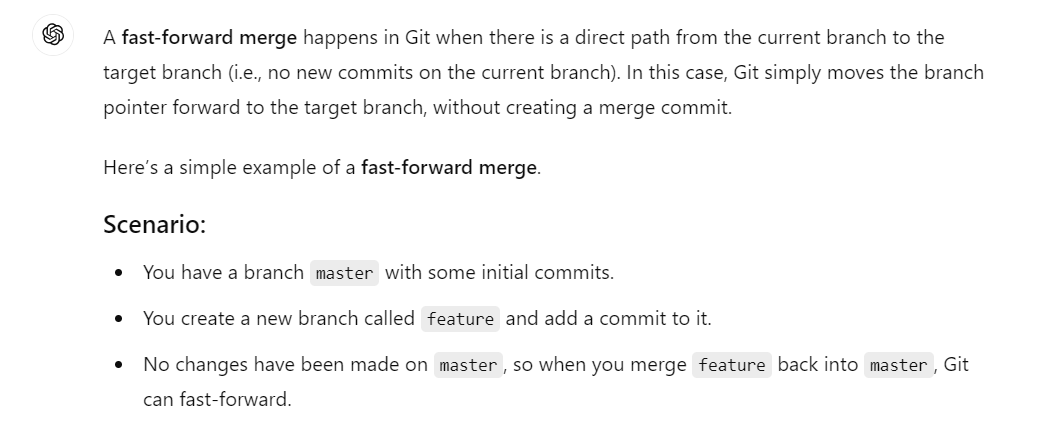 A fast-forward merge happens in Git when there is a direct path from the current branch to the
target branch (i.e., no new commits on the current branch). In this case, Git simply moves the branch
pointer forward to the target branch, without creating a merge commit.
Here's a simple example of a fast-forward merge.
Scenario:
• You have a branch master with some initial commits.
• You create a new branch called feature and add a commit to it.
• No changes have been made on master, so when you merge feature back into master, Git
can fast-forward.